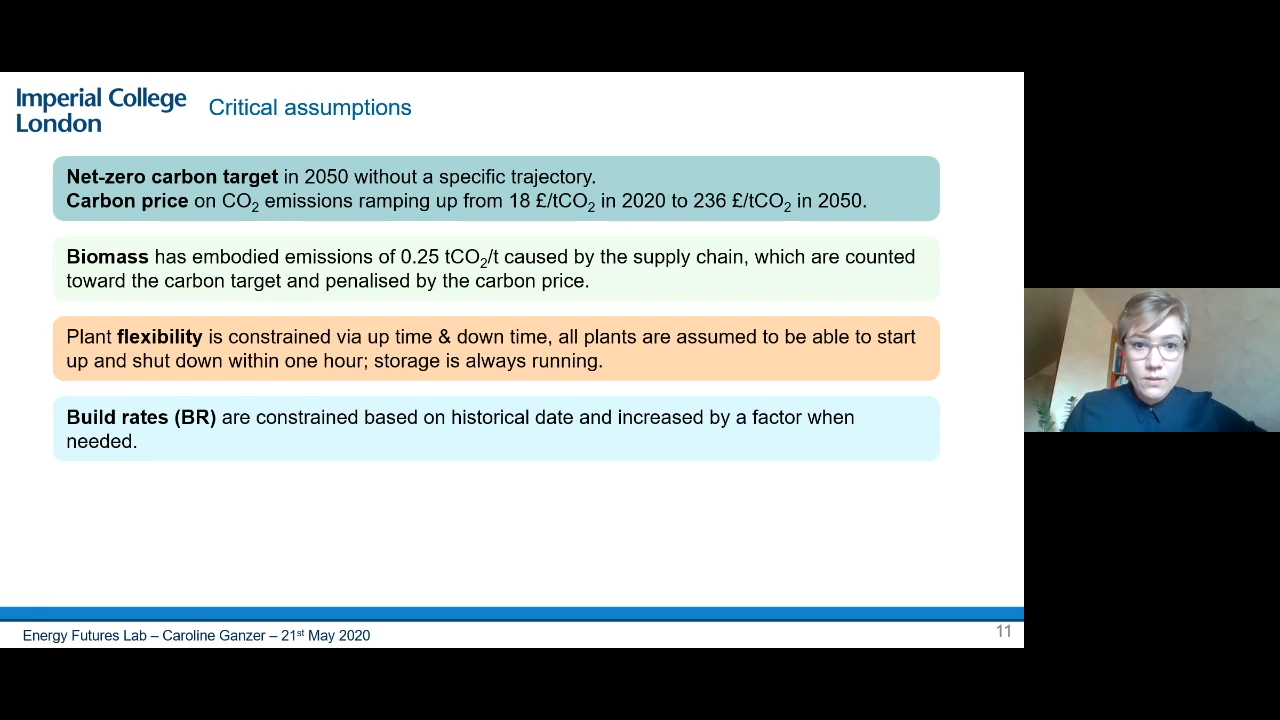 Imperial College
London
Critical assumptions
Net-zero carbon target in 2050 without a specific trajectory.
Carbon price on CO₂ emissions ramping up from 18 £/tCO₂ in 2020 to 236 £/tCO₂ in 2050.
Biomass has embodied emissions of 0.25 tCO₂/t caused by the supply chain, which are counted
toward the carbon target and penalised by the carbon price.
Plant flexibility is constrained via up time & down time, all plants are assumed to be able to start
up and shut down within one hour; storage is always running.
Build rates (BR) are constrained based on historical date and increased by a factor when
needed.
Energy Futures Lab – Caroline Ganzer – 21st May 2020
11